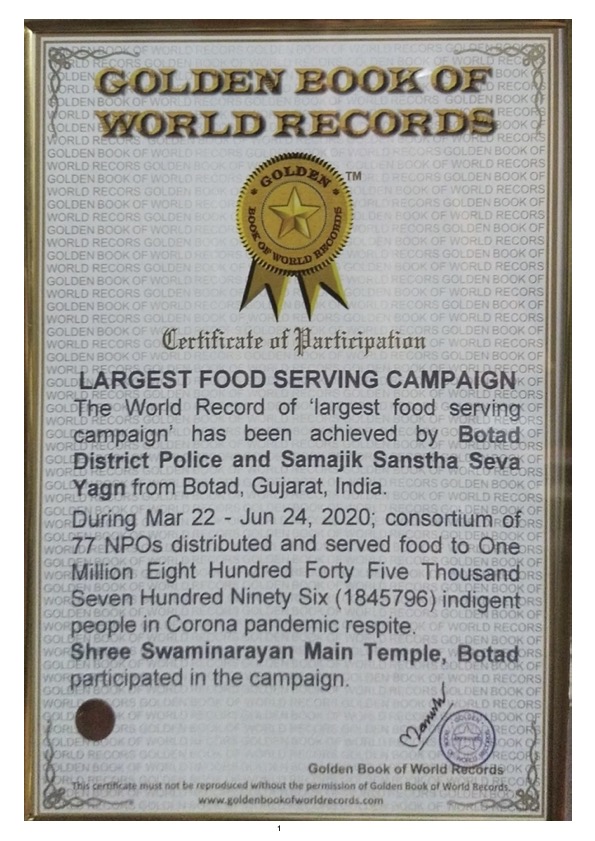 GOLDEN BOOK OF
WORLD RECORDS
GOLDEN
BOOK OF WORLD RECORDS
TM
Certificate of Participation
LARGEST FOOD SERVING CAMPAIGN
The World Record of ‘largest food serving
campaign’ has been achieved by Botad
District Police and Samajik Sanstha Seva
Yagn from Botad, Gujarat, India.
During Mar 22 - Jun 24, 2020; consortium of
77 NPOs distributed and served food to One
Million Eight Hundred Forty Five Thousand
Seven Hundred Ninety Six (1845796) indigent
people in Corona pandemic respite.
Shree Swaminarayan Main Temple, Botad
participated in the campaign.
Golden Book of World Records
This certificate must not be reproduced without the permission of Golden Book of World Records.
www.goldenbookofworldrecords.com
1